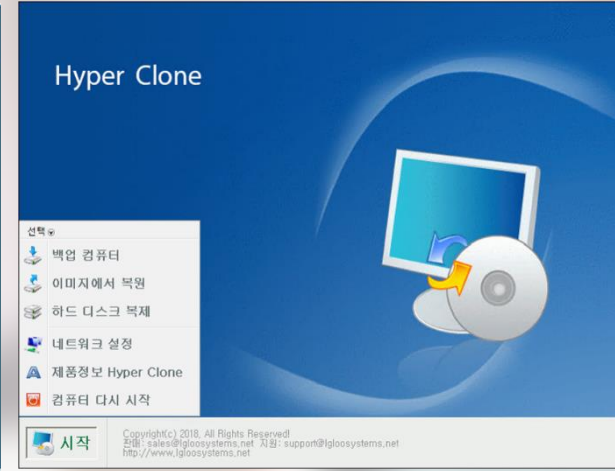 Hyper Clone
선택
백업 컴퓨터
이미지에서 복원
하드 디스크 복제
네트워크 설정
제품정보 Hyper Clone
컴퓨터 다시 시작
시작
Copyright(c) 2018, All Rights Reserved!
판매: sales@igloosystems.net 지원: support@igloosystems.net
http://www.igloosystems.net